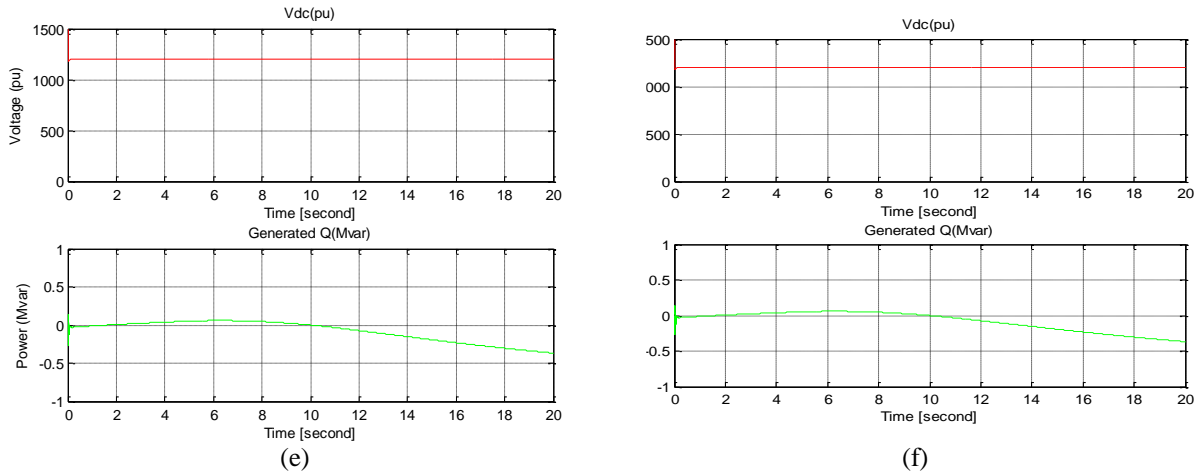 Vdc(pu)
1500
1000
500
0
Voltage (pu)
0 2 4 6 8 10 12 14 16 18 20
Time [second]
Generated Q(Mvar)
1
0.5
0
-0.5
-1
Power (Mvar)
0 2 4 6 8 10 12 14 16 18 20
Time [second]
(e)
Vdc(pu)
500
000
500
0
0 2 4 6 8 10 12 14 16 18 20
Time [second]
Generated Q(Mvar)
1
0.5
0
-0.5
-1
0 2 4 6 8 10 12 14 16 18 20
Time [second]
(f)